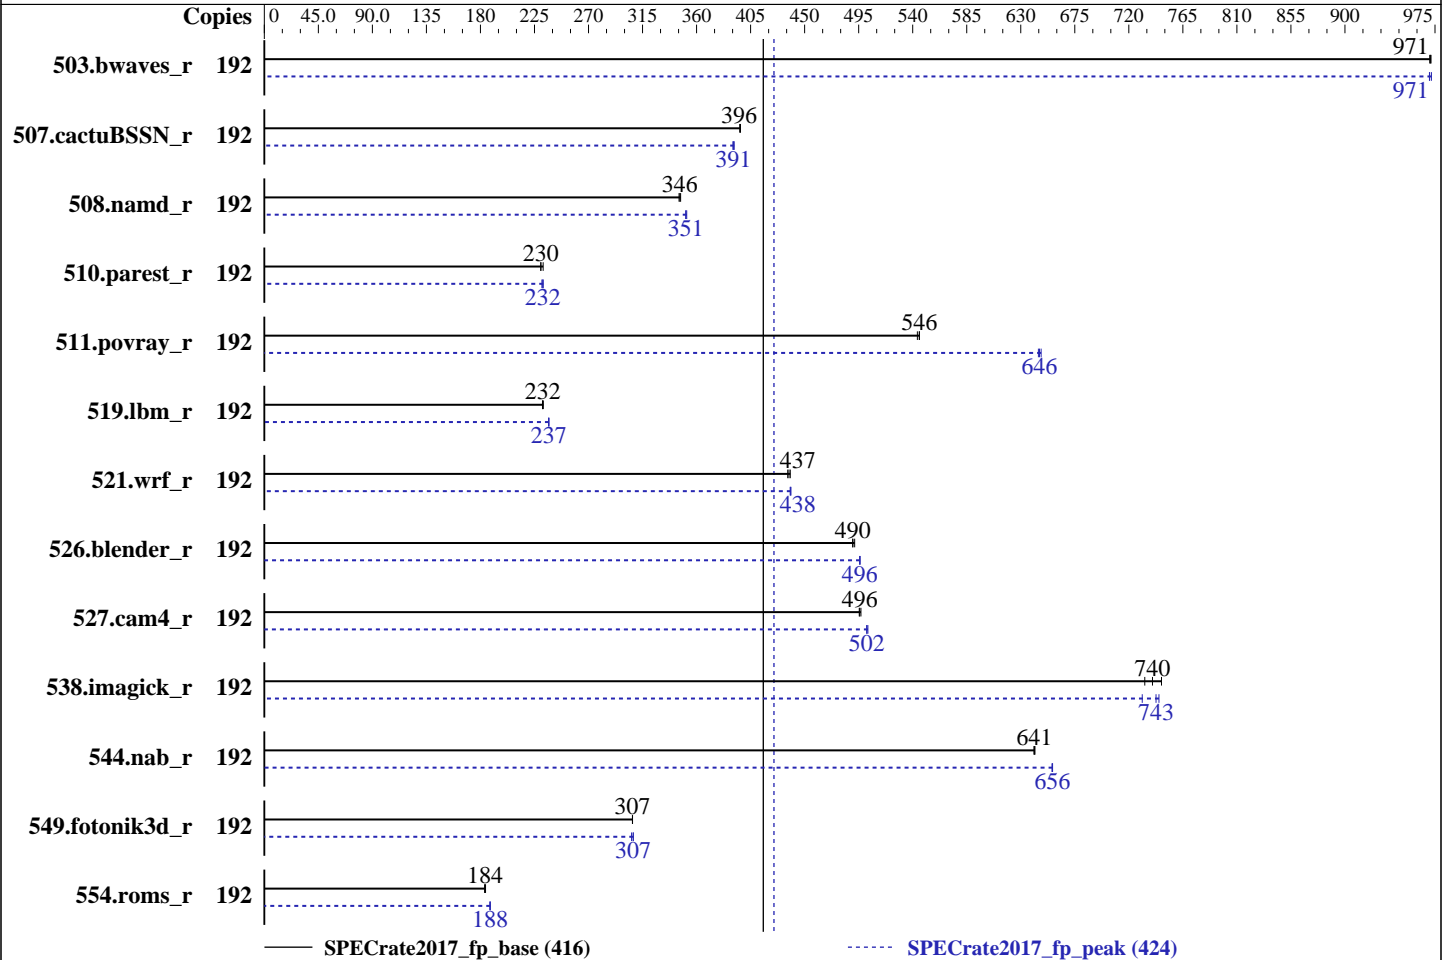 Copies 0 45.0 90.0 135 180 225 270 315 360 405 450 495 540 585 630 675 720 765 810 855 900 975
971
503.bwaves_r 192
971
396
507.cactuBSSN_r 192
391
346
508.namd_r 192
351
230
510.parest_r 192
232
546
511.povray_r 192
646
232
519.lbm_r 192
237
437
521.wrf_r 192
438
490
526.blender_r 192
496
496
527.cam4_r 192
502
740
538.imagick_r 192
743
641
544.nab_r 192
656
307
549.fotonik3d_r 192
307
184
554.roms_r 192
188
SPECrate2017_fp_base (416) SPECrate2017_fp_peak (424)